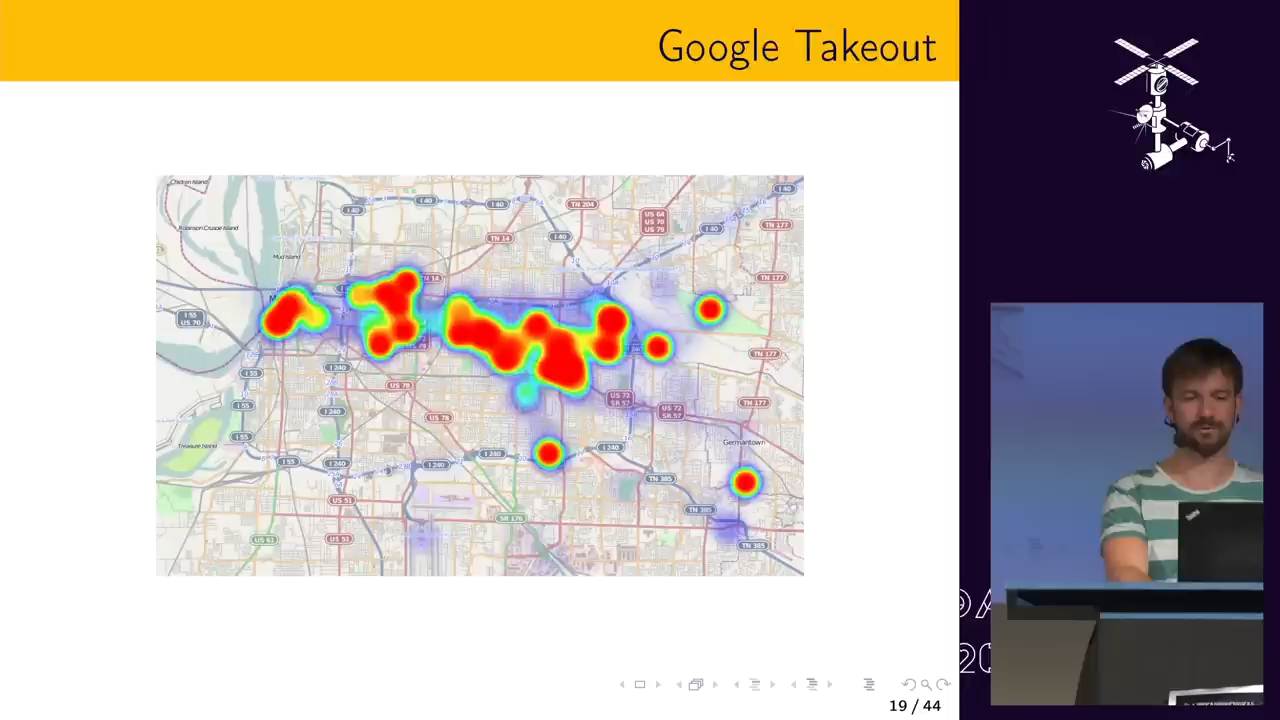 Google Takeout
Chicken Island
I 40
I 40
I 40
I 40
TN 204
US 64
US 70
US 79
I 40
TN 177
Robinson Crusoe Island
TN 14
I 40
Mud Island
TN 14
TN 177
M
I 55
US 70
I 240
TN 177
I 55
I 240
US 78
US 72
SR 57
US 72
SR 57
TN 177
I 55
I 240
US 78
I 55
Treasure Island
Germantown
I 240
I 240
I 55
I 240
I 240
TN 385
US 51
TN 385
SR 176
US 61
US 51
TN 385
19 / 44